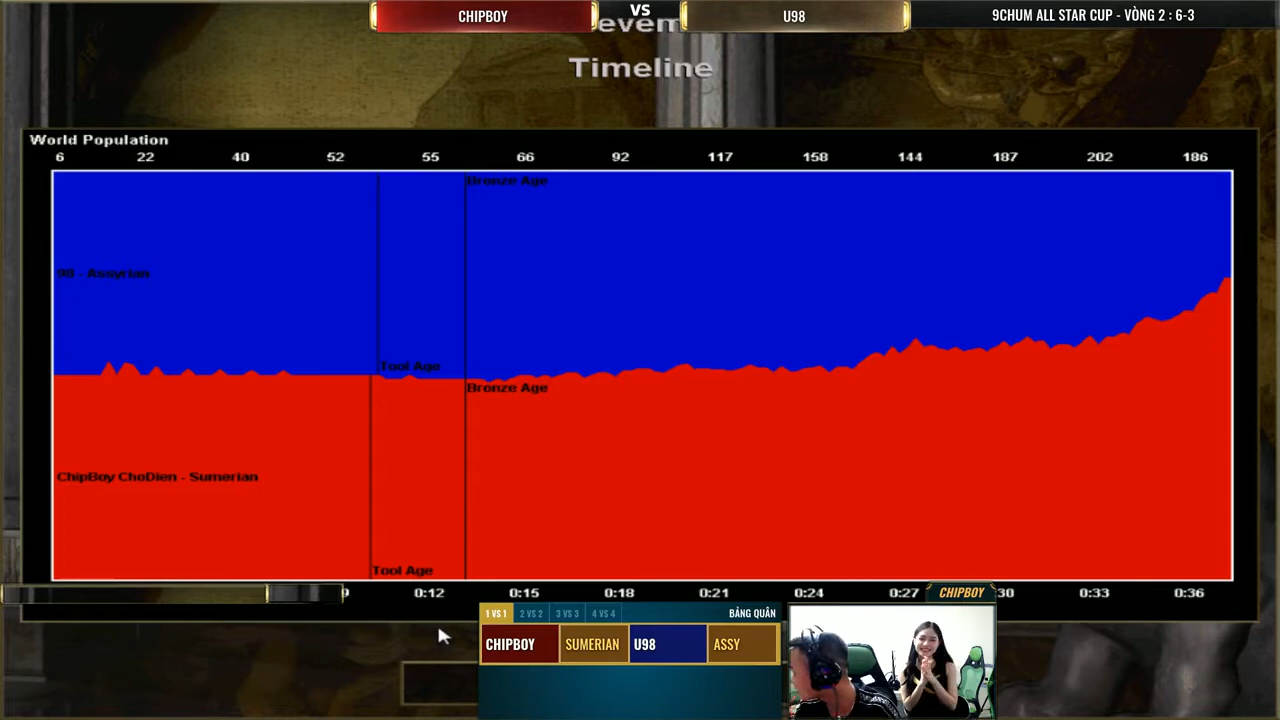 CHIPBOY
VS
U98
9CHUM ALL STAR CUP - VÒNG 2 : 6-3
evem
Timeline
World Population
6 22 40 52 55 66 92 117 158 144 187 202 186
Bronze Age
98 - Assyrian
Tool Age
Bronze Age
ChipBoy ChoDien - Sumerian
Tool Age
9 0:12 0:15 0:18 0:21 0:24 0:27 30 0:33 0:36
CHIPBOY
1 VS 1 2 VS 2 3 VS 3 4 VS 4 BẢNG QUÂN
CHIPBOY SUMERIAN U98 ASSY